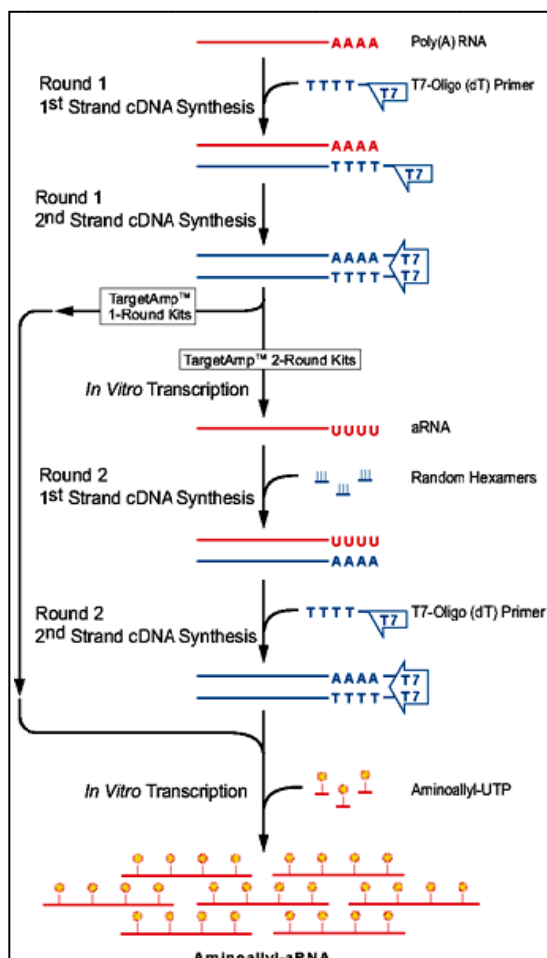 AAAA
Poly(A) RNA
Round 1
1st Strand cDNA Synthesis
TTTT T7
T7-Oligo (dT) Primer
AAAA
TTTT T7
Round 1
2nd Strand cDNA Synthesis
AAAA T7
TTTT T7
TargetAmp™
1-Round Kits
TargetAmp™ 2-Round Kits
In Vitro Transcription
UUUU
aRNA
Round 2
1st Strand cDNA Synthesis
Random Hexamers
UUUU
AAAA
Round 2
2nd Strand cDNA Synthesis
TTTT T7
T7-Oligo (dT) Primer
AAAA T7
TTTT T7
In Vitro Transcription
Aminoallyl-UTP
Aminoallyl-aRNA